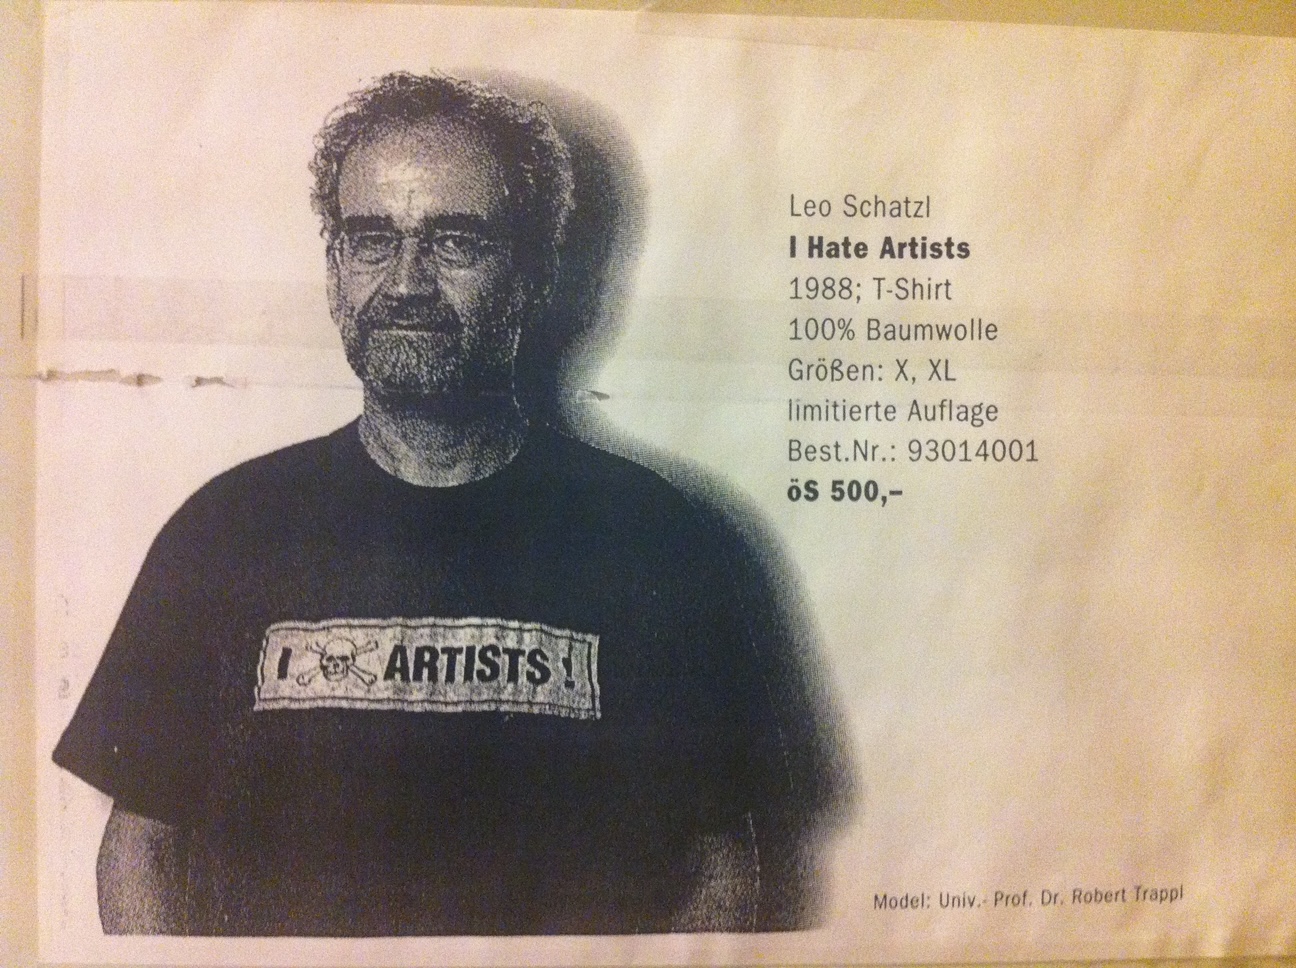 Leo Schatzl
I Hate Artists
1988; T-Shirt
100% Baumwolle
Größen: X, XL
limitierte Auflage
Best.Nr.: 93014001
öS 500,–
I ARTISTS !
Model: Univ.- Prof. Dr. Robert Trappl